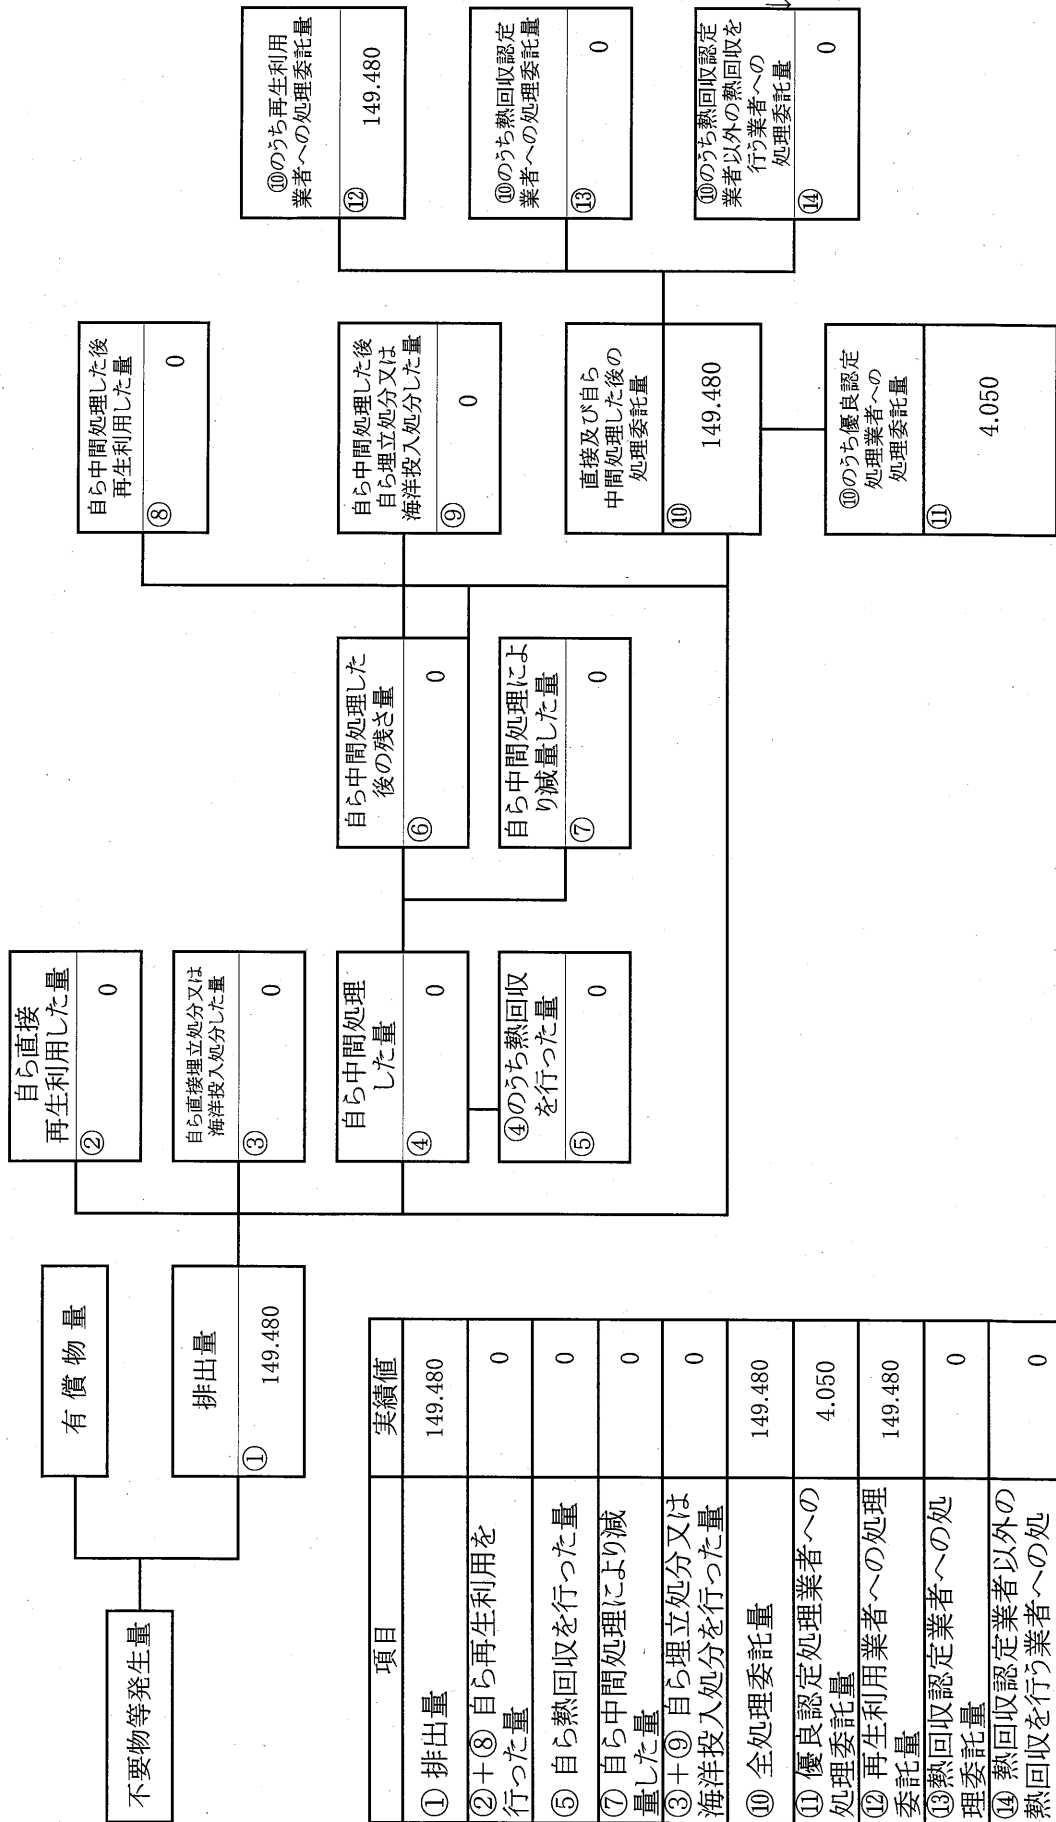 不要物等発生量
有償物量
排出量
①
149.480
自ら直接
再生利用した量
②
0
自ら直接埋立処分又は
海洋投入処分した量
③
0
自ら中間処理
した量
④
0
④のうち熱回収
を行った量
⑤
0
自ら中間処理した
後の残さ量
⑥
0
自ら中間処理によ
り減量した量
⑦
0
自ら中間処理した後
再生利用した量
⑧
0
自ら中間処理した後
自ら埋立処分又は
海洋投入処分した量
⑨
0
直接及び自ら
中間処理した後の
処理委託量
⑩
149.480
⑩のうち優良認定
処理業者への
処理委託量
⑪
4.050
⑩のうち再生利用
業者への処理委託量
⑫
149.480
⑩のうち熱回収認定
業者への処理委託量
⑬
0
⑩のうち熱回収認定
業者以外の熱回収を
行う業者への
処理委託量
⑭
0
項目 実績値
① 排出量 149.480
②+⑧ 自ら再生利用を
行った量 0
⑤ 自ら熱回収を行った量 0
⑦ 自ら中間処理により減
量した量 0
③+⑨ 自ら埋立処分又は
海洋投入処分を行った量 0
⑩ 全処理委託量 149.480
⑪ 優良認定処理業者への
処理委託量 4.050
⑫ 再生利用業者への処理
委託量 149.480
⑬熱回収認定業者への処
理委託量 0
⑭ 熱回収認定業者以外の
熱回収を行う業者への処 0